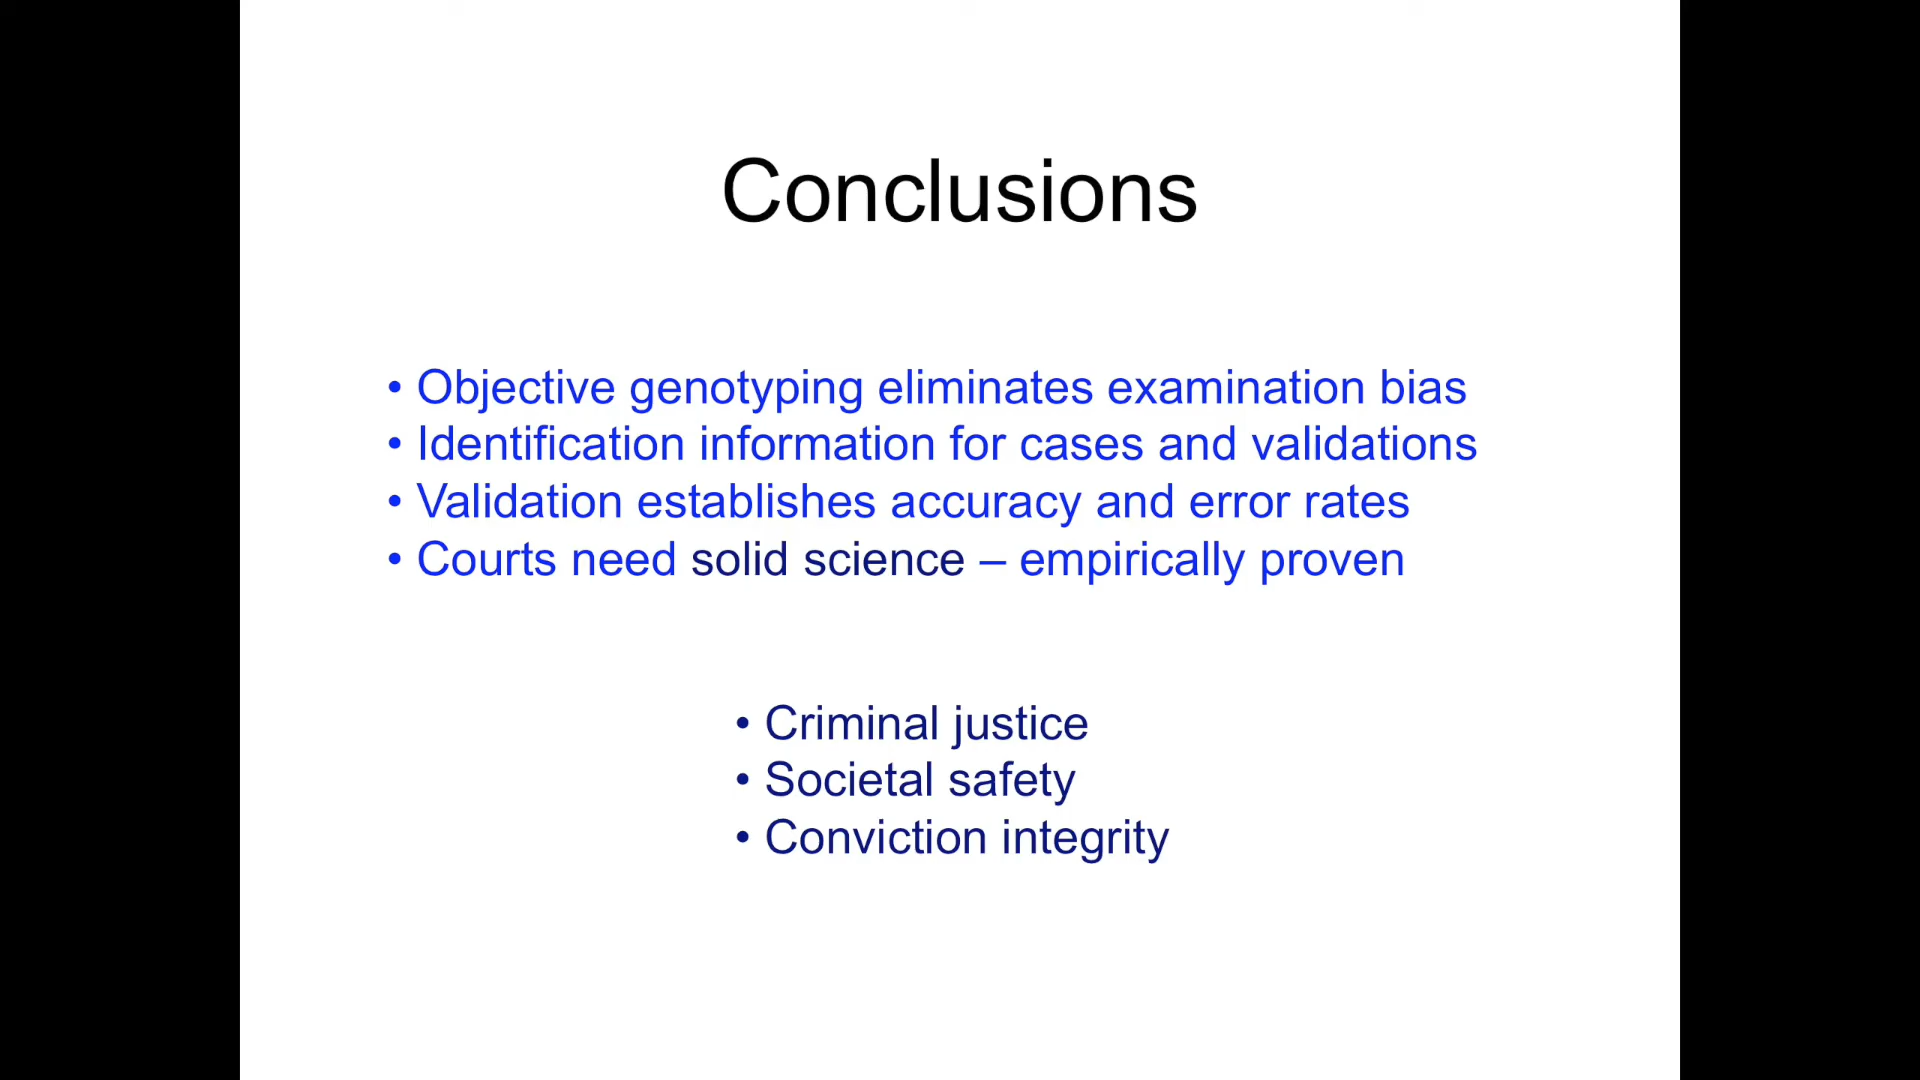 Conclusions
• Objective genotyping eliminates examination bias
• Identification information for cases and validations
• Validation establishes accuracy and error rates
• Courts need solid science – empirically proven
• Criminal justice
• Societal safety
• Conviction integrity